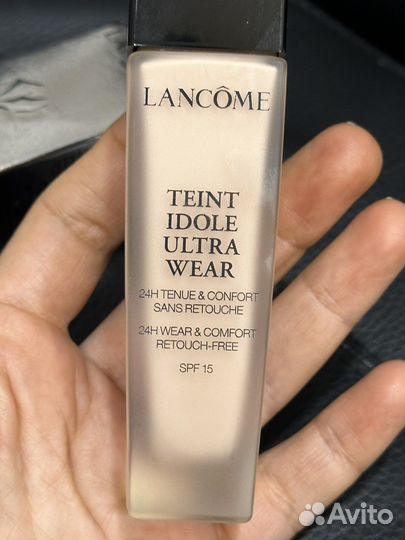 LANCÔME
TEINT
IDOLE
ULTRA
WEAR
24H TENUE & CONFORT
SANS RETOUCHE
24H WEAR & COMFORT
RETOUCH-FREE
SPF 15
Avito